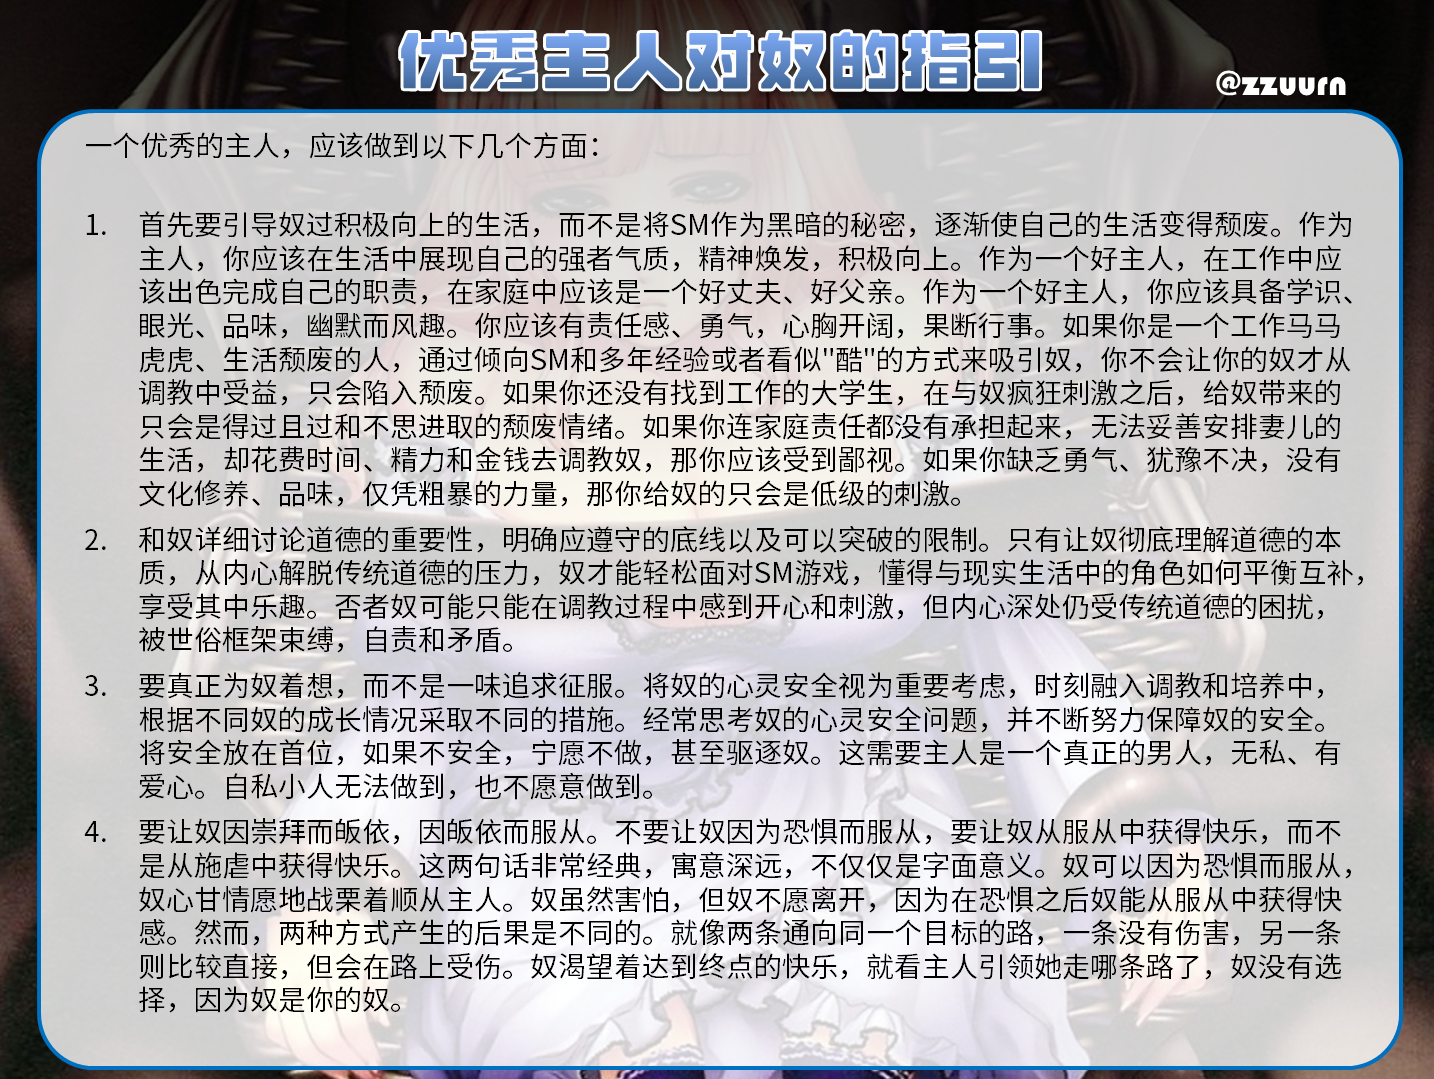 优秀主人对奴的指引
@zzuurn
一个优秀的主人，应该做到以下几个方面：
1. 首先要引导奴过积极向上的生活，而不是将SM作为黑暗的秘密，逐渐使自己的生活变得颓废。作为
主人，你应该在生活中展现自己的强者气质，精神焕发，积极向上。作为一个好主人，在工作中应
该出色完成自己的职责，在家庭中应该是一个好丈夫、好父亲。作为一个好主人，你应该具备学识、
眼光、品味，幽默而风趣。你应该有责任感、勇气，心胸开阔，果断行事。如果你是一个工作马马
虎虎、生活颓废的人，通过倾向SM和多年经验或者看似"酷"的方式来吸引奴，你不会让你的奴才从
调教中受益，只会陷入颓废。如果你还没有找到工作的大学生，在与奴疯狂刺激之后，给奴带来的
只会是得过且过和不思进取的颓废情绪。如果你连家庭责任都没有承担起来，无法妥善安排妻儿的
生活，却花费时间、精力和金钱去调教奴，那你应该受到鄙视。如果你缺乏勇气、犹豫不决，没有
文化修养、品味，仅凭粗暴的力量，那你给奴的只会是低级的刺激。
2. 和奴详细讨论道德的重要性，明确应遵守的底线以及可以突破的限制。只有让奴彻底理解道德的本
质，从内心解脱传统道德的压力，奴才能轻松面对SM游戏，懂得与现实生活中的角色如何平衡互补，
享受其中乐趣。否者奴可能只能在调教过程中感到开心和刺激，但内心深处仍受传统道德的困扰，
被世俗框架束缚，自责和矛盾。
3. 要真正为奴着想，而不是一味追求征服。将奴的心灵安全视为重要考虑，时刻融入调教和培养中，
根据不同奴的成长情况采取不同的措施。经常思考奴的心灵安全问题，并不断努力保障奴的安全。
将安全放在首位，如果不安全，宁愿不做，甚至驱逐奴。这需要主人是一个真正的男人，无私、有
爱心。自私小人无法做到，也不愿意做到。
4. 要让奴因崇拜而皈依，因皈依而服从。不要让奴因为恐惧而服从，要让奴从服从中获得快乐，而不
是从施虐中获得快乐。这两句话非常经典，寓意深远，不仅仅是字面意义。奴可以因为恐惧而服从，
奴心甘情愿地战栗着顺从主人。奴虽然害怕，但奴不愿离开，因为在恐惧之后奴能从服从中获得快
感。然而，两种方式产生的后果是不同的。就像两条通向同一个目标的路，一条没有伤害，另一条
则比较直接，但会在路上受伤。奴渴望着达到终点的快乐，就看主人引领她走哪条路了，奴没有选
择，因为奴是你的奴。